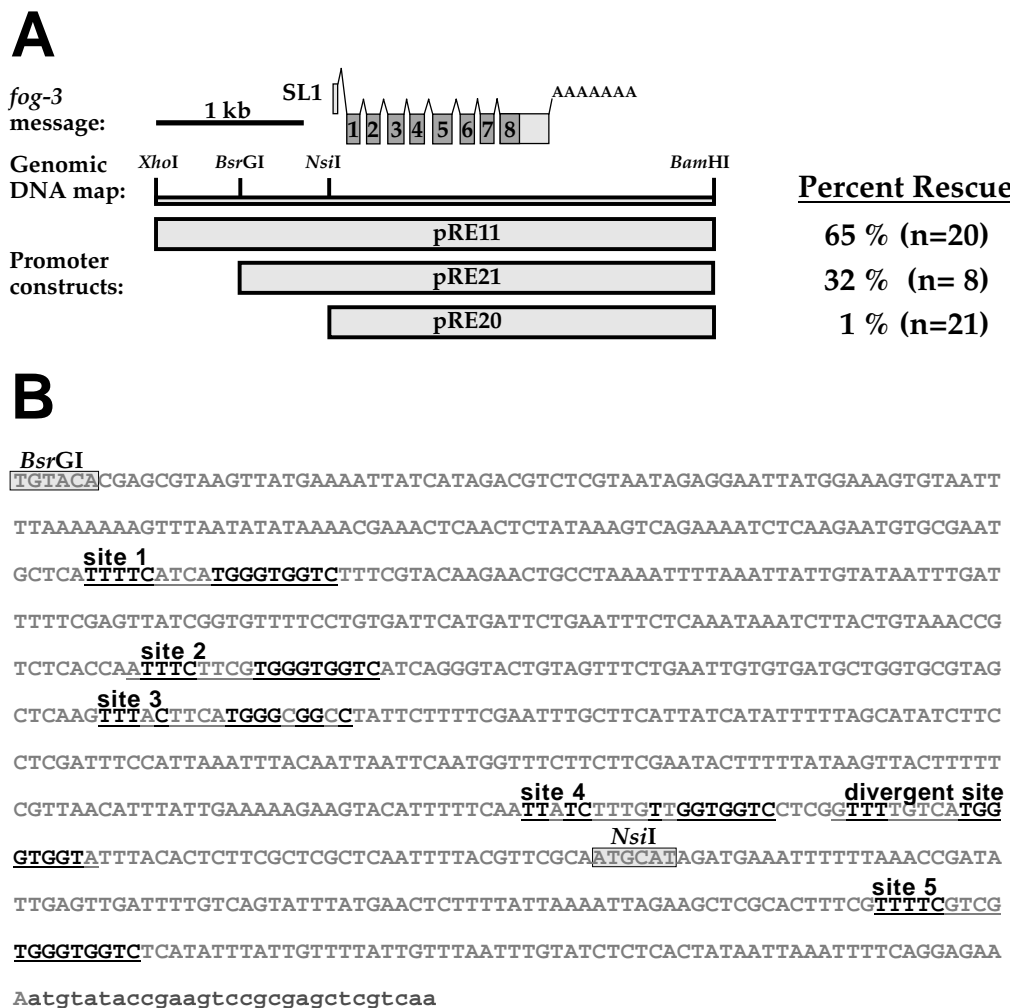 A
fog-3
message:
1 kb
SL1
AAAAAAA
1 2 3 4 5 6 7 8
Genomic
DNA map:
XhoI BsrGI NsiI BamHI
Percent Rescue
Promoter
constructs:
pRE11
65 % (n=20)
pRE21
32 % (n= 8)
pRE20
1 % (n=21)
B
BsrGI
TGTACACGAGCGTAAGTTATGAAAATTATCATAGACGTCTCGTAATAGAGGAATTATGGAAAGTGTAATT
TTAAAAAAAGTTTAATATATAAAACGAAACTCAACTCTATAAAGTCAGAAAATCTCAAGAATGTGCGAAT
site 1
GCTCATTTTCATCATGGGTGGTCTTTCGTACAAGAACTGCCTAAAATTTTAAATTATTGTATAATTTGAT
TTTTCGAGTTATCGGTGTTTTCCTGTGATTCATGATTCTGAATTTCTCAAATAAATCTTACTGTAAACCG
site 2
TCTCACCAATTTCTTCGTGGGTGGTCATCAGGGTACTGTAGTTTCTGAATTGTGTGATGCTGGTGCGTAG
site 3
CTCAAGTTTACTTCATGGGCGGCCTATTCTTTTCGAATTTGCTTCATTATCATATTTTTAGCATATCTTC
CTCGATTTCCATTAAATTTACAATTAATTCAATGGTTTCTTCTTCGAATACTTTTTATAAGTTACTTTTT
site 4 divergent site
CGTTAACATTTATTGAAAAAGAAGTACATTTTTCAATTATCTTTGTTGGTGGTCCTCGGTTTTGTCATGG
NsiI
GTGGTATTTACACTCTTCGCTCGCTCAATTTTACGTTCGCAATGCATAGATGAAATTTTTTAAACCGATA
site 5
TTGAGTTGATTTTGTCAGTATTTATGAACTCTTTTATTAAAATTAGAAGCTCGCACTTTCGTTTTCGTCG
TGGGTGGTCTCATATTTATTGTTTTATTGTTTAATTTGTATCTCTCACTATAATTAAATTTTCAGGAGAA
Aatgtataccgaagtccgcgagctcgtcaa